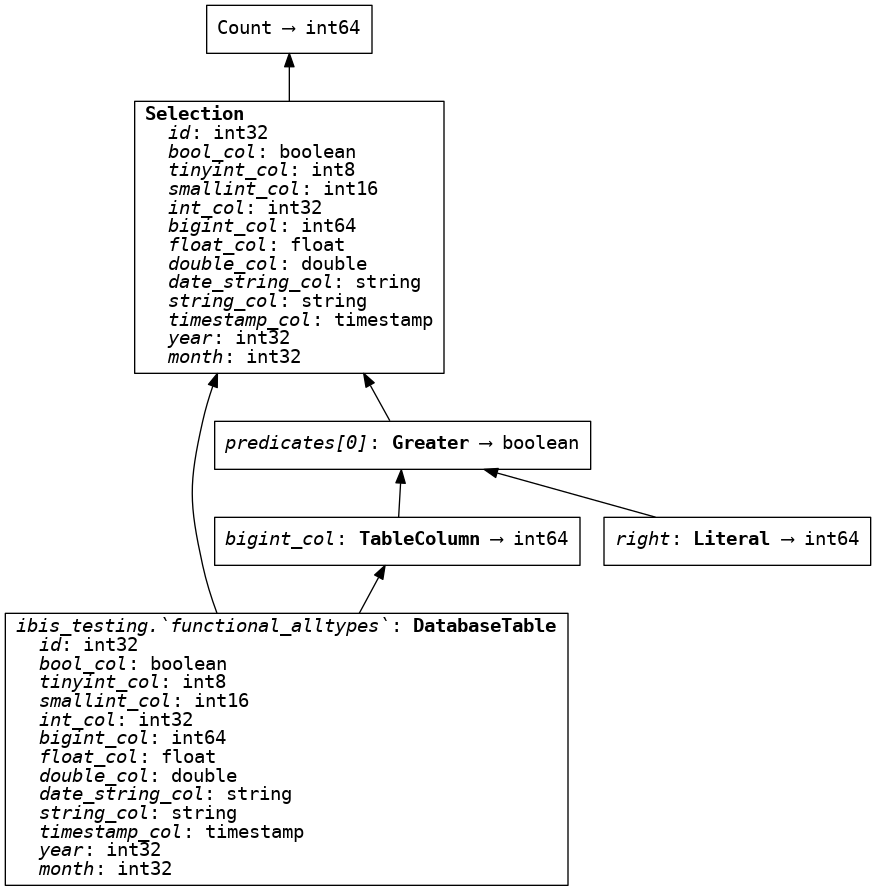 Count → int64
Selection
id: int32
bool_col: boolean
tinyint_col: int8
smallint_col: int16
int_col: int32
bigint_col: int64
float_col: float
double_col: double
date_string_col: string
string_col: string
timestamp_col: timestamp
year: int32
month: int32
predicates[0]: Greater → boolean
bigint_col: TableColumn → int64
right: Literal → int64
ibis_testing.`functional_alltypes`: DatabaseTable
id: int32
bool_col: boolean
tinyint_col: int8
smallint_col: int16
int_col: int32
bigint_col: int64
float_col: float
double_col: double
date_string_col: string
string_col: string
timestamp_col: timestamp
year: int32
month: int32